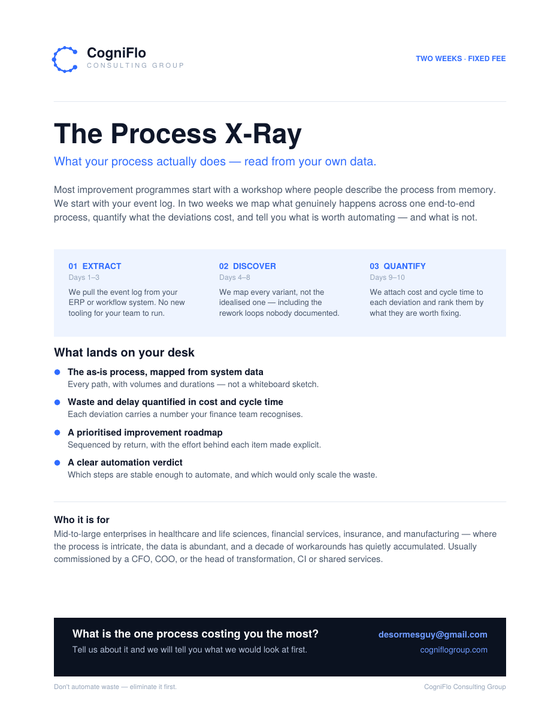 CogniFlo
CONSULTING GROUP
TWO WEEKS · FIXED FEE
The Process X-Ray
What your process actually does — read from your own data.
Most improvement programmes start with a workshop where people describe the process from memory.
We start with your event log. In two weeks we map what genuinely happens across one end-to-end
process, quantify what the deviations cost, and tell you what is worth automating — and what is not.
01 EXTRACT
Days 1–3
We pull the event log from your
ERP or workflow system. No new
tooling for your team to run.
02 DISCOVER
Days 4–8
We map every variant, not the
idealised one — including the
rework loops nobody documented.
03 QUANTIFY
Days 9–10
We attach cost and cycle time to
each deviation and rank them by
what they are worth fixing.
What lands on your desk
The as-is process, mapped from system data
Every path, with volumes and durations — not a whiteboard sketch.
Waste and delay quantified in cost and cycle time
Each deviation carries a number your finance team recognises.
A prioritised improvement roadmap
Sequenced by return, with the effort behind each item made explicit.
A clear automation verdict
Which steps are stable enough to automate, and which would only scale the waste.
Who it is for
Mid-to-large enterprises in healthcare and life sciences, financial services, insurance, and manufacturing — where
the process is intricate, the data is abundant, and a decade of workarounds has quietly accumulated. Usually
commissioned by a CFO, COO, or the head of transformation, CI or shared services.
What is the one process costing you the most?
Tell us about it and we will tell you what we would look at first.
desormesguy@gmail.com
cogniflogroup.com
Don't automate waste — eliminate it first.
CogniFlo Consulting Group